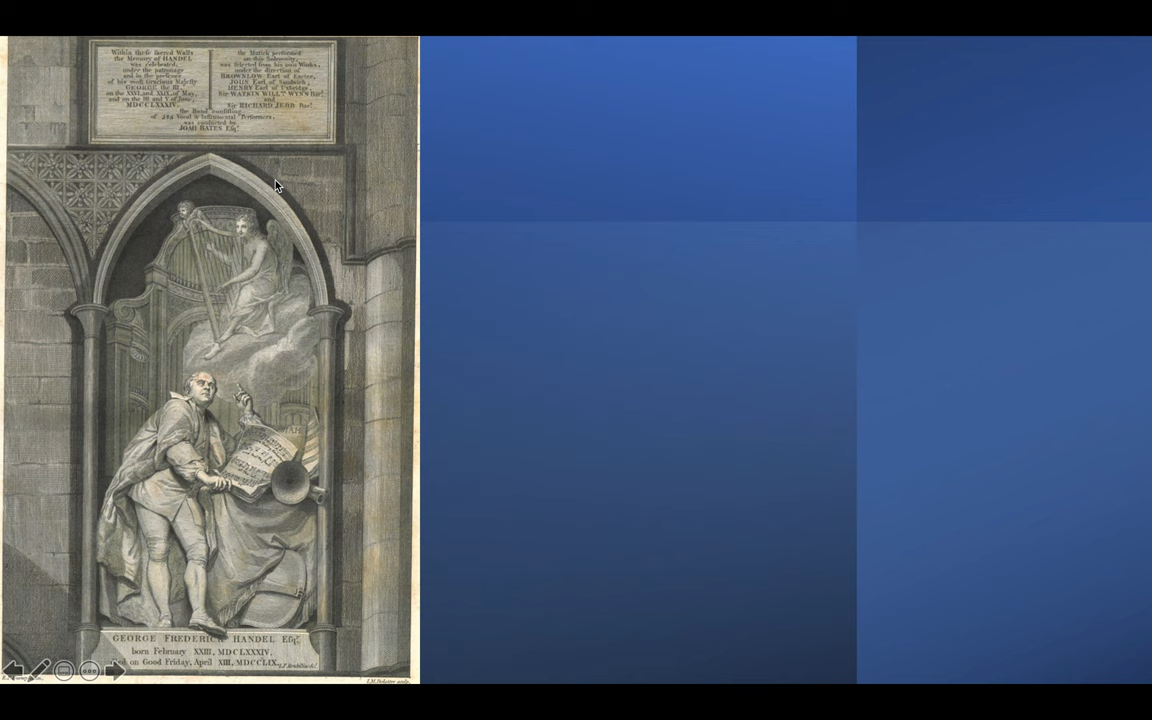 Within these sacred Walls
the Memory of HANDEL
was celebrated,
under the patronage
and in the presence
of his most Gracious Majesty
GEORGE the III,
on the XXVI and XXIX of May,
and on the III and V of June,
MDCCLXXXIV.
the Musick performed
on this Solemnity,
was selected from his own Works,
under the direction of
BROWNLOW Earl of Exeter,
JOHN Earl of Sandwich,
HENRY Earl of Uxbridge,
Sir WATKIN WILLM WYNN Bart
and
Sir RICHARD JEBB Bart
the Band consisting
of Vocal & Instrumental Performers,
was conducted by
JOAH BATES Esqr
GEORGE FREDERICK HANDEL Esqr
born February XXIII, MDCLXXXIV.
on Good Friday, April XIII, MDCCLIX.